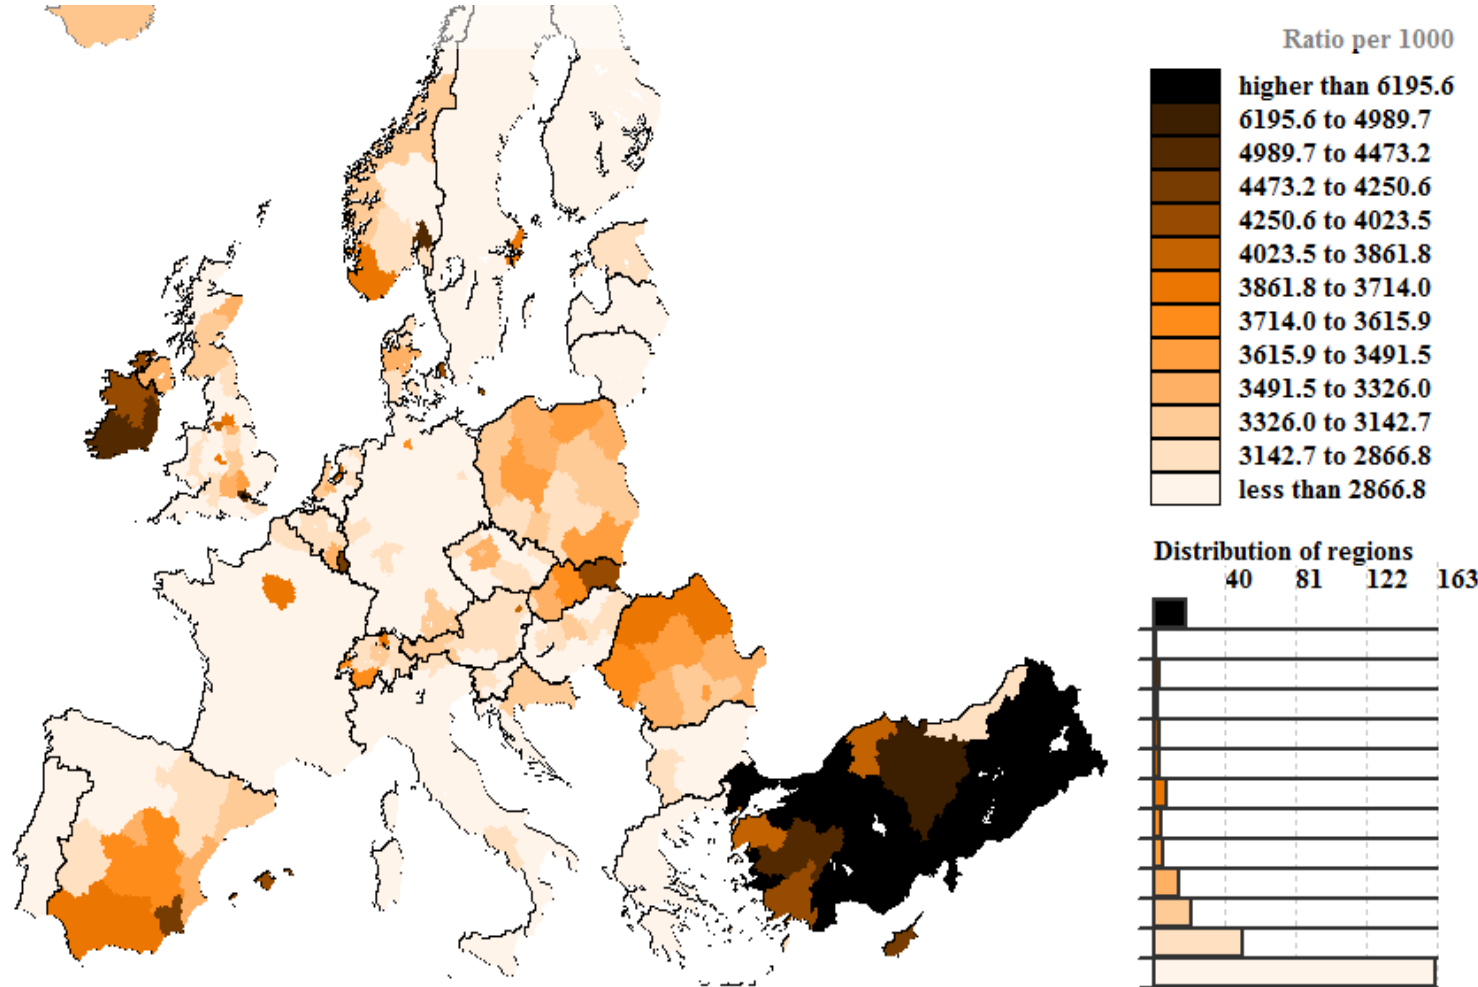 Ratio per 1000
higher than 6195.6
6195.6 to 4989.7
4989.7 to 4473.2
4473.2 to 4250.6
4250.6 to 4023.5
4023.5 to 3861.8
3861.8 to 3714.0
3714.0 to 3615.9
3615.9 to 3491.5
3491.5 to 3326.0
3326.0 to 3142.7
3142.7 to 2866.8
less than 2866.8
Distribution of regions
40 81 122 163